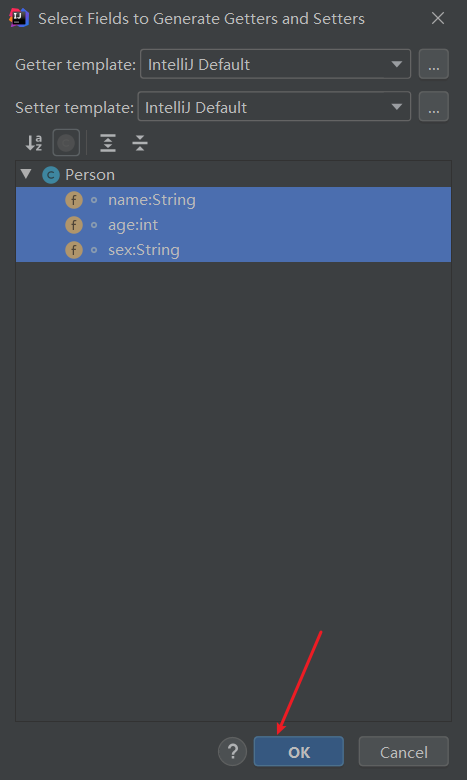 Select Fields to Generate Getters and Setters
Getter template: IntelliJ Default ...
Setter template: IntelliJ Default ...
Person
name:String
age:int
sex:String
? OK Cancel